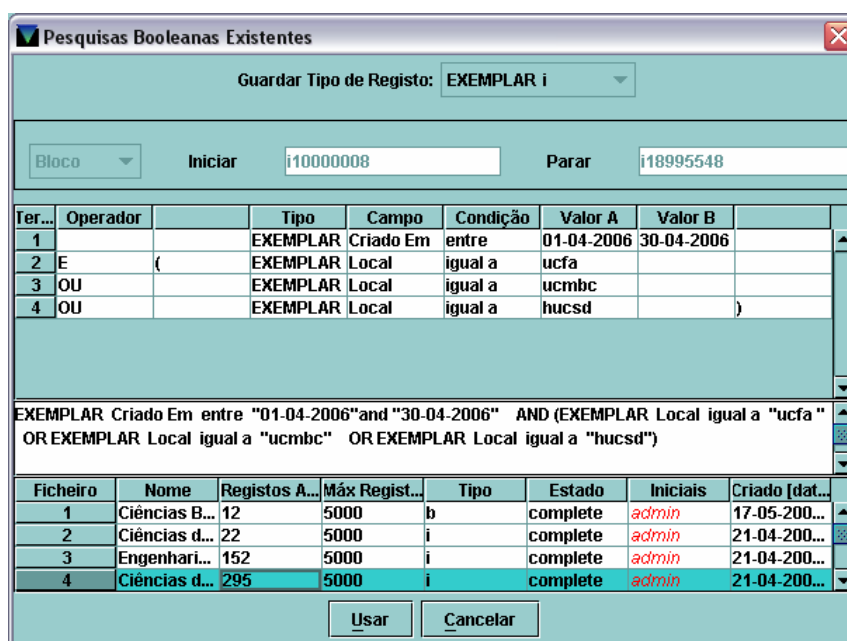 Pesquisas Booleanas Existentes
Guardar Tipo de Registo: EXEMPLAR i
Bloco Iniciar i10000008 Parar i18995548
Ter... Operador Tipo Campo Condição Valor A Valor B
1 EXEMPLAR Criado Em entre 01-04-2006 30-04-2006
2 E ( EXEMPLAR Local igual a ucfa
3 OU EXEMPLAR Local igual a ucmbc
4 OU EXEMPLAR Local igual a hucsd )
EXEMPLAR Criado Em entre "01-04-2006"and "30-04-2006" AND (EXEMPLAR Local igual a "ucfa "
OR EXEMPLAR Local igual a "ucmbc" OR EXEMPLAR Local igual a "hucsd")
Ficheiro Nome Registos A... Máx Regist... Tipo Estado Iniciais Criado [dat...
1 Ciências B... 12 5000 b complete admin 17-05-200...
2 Ciências d... 22 5000 i complete admin 21-04-200...
3 Engenhari... 152 5000 i complete admin 21-04-200...
4 Ciências d... 295 5000 i complete admin 21-04-200...
Usar Cancelar